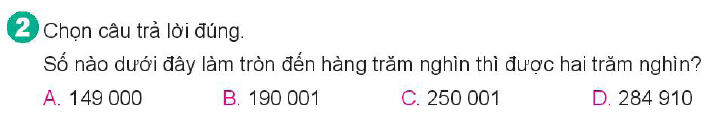 2 Chọn câu trả lời đúng.
Số nào dưới đây làm tròn đến hàng trăm nghìn thì được hai trăm nghìn?
A. 149 000 B. 190 001 C. 250 001 D. 284 910